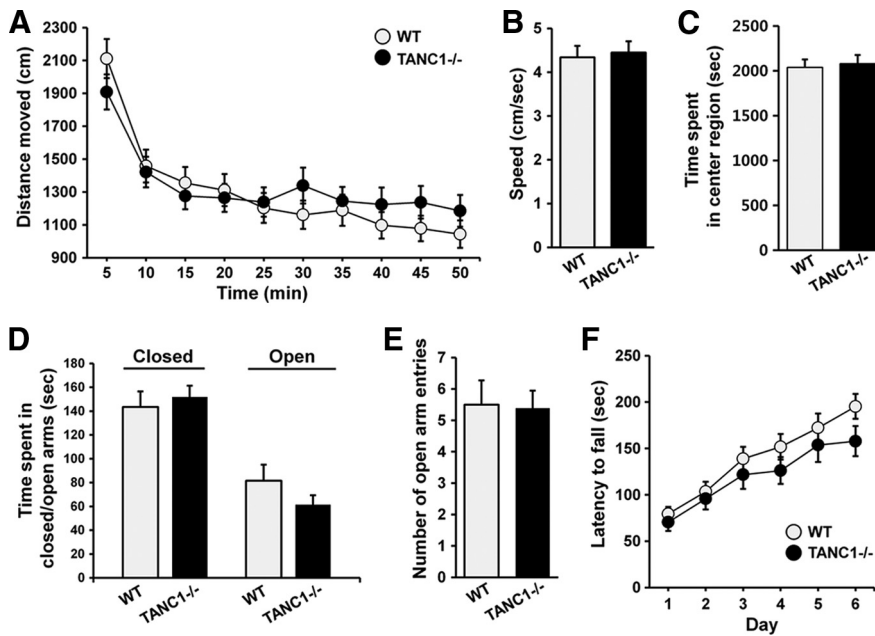 A
Distance moved (cm)
2300
2100
1900
1700
1500
1300
1100
900
WT
TANC1-/-
5 10 15 20 25 30 35 40 45 50
Time (min)
B
Speed (cm/sec)
5
4
3
2
1
0
WT
TANC1-/-
C
Time spent
in center region (sec)
2500
2000
1500
1000
500
0
WT
TANC1-/-
D
Time spent in
closed/open arms (sec)
180
160
140
120
100
80
60
40
20
0
Closed Open
WT
TANC1-/-
WT
TANC1-/-
E
Number of open arm entries
7
6
5
4
3
2
1
0
WT
TANC1-/-
F
Latency to fall (sec)
250
200
150
100
50
0
WT
TANC1-/-
1 2 3 4 5 6
Day